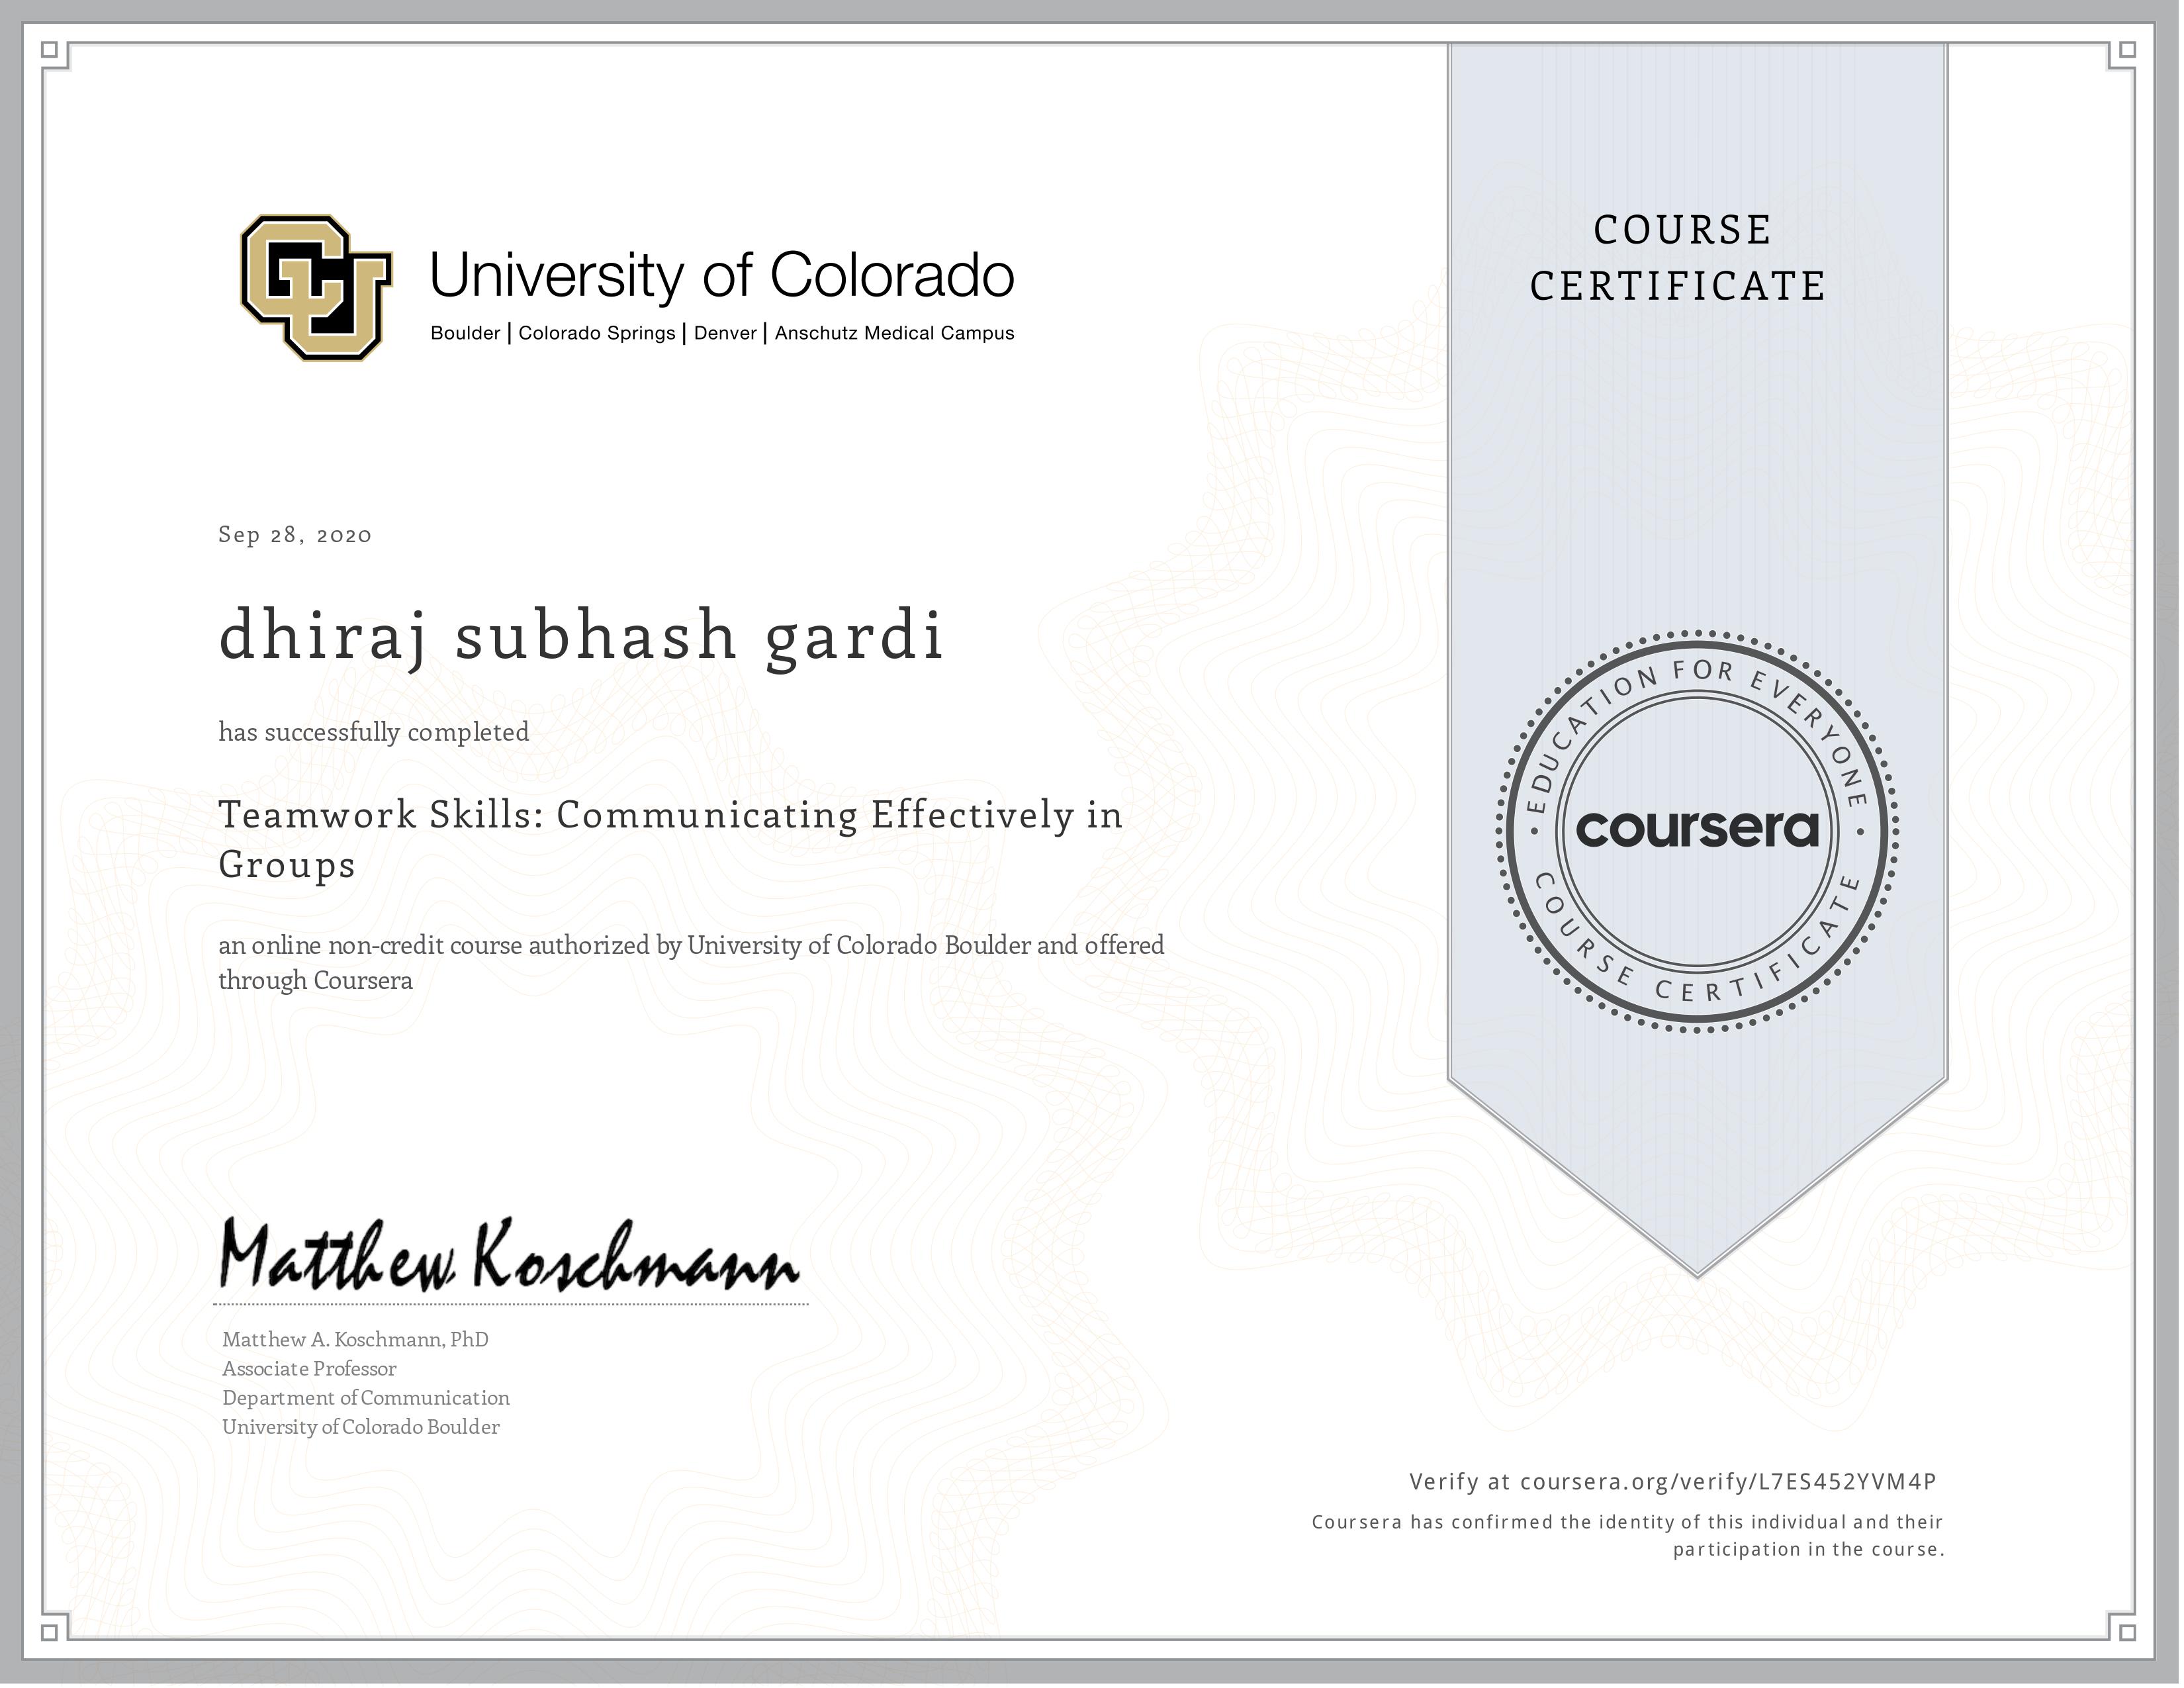 University of Colorado
Boulder | Colorado Springs | Denver | Anschutz Medical Campus
COURSE
CERTIFICATE
Sep 28, 2020
dhiraj subhash gardi
has successfully completed
Teamwork Skills: Communicating Effectively in
Groups
an online non-credit course authorized by University of Colorado Boulder and offered
through Coursera
EDUCATION FOR EVERYONE
coursera
COURSE CERTIFICATE
Matthew Koschmann
Matthew A. Koschmann, PhD
Associate Professor
Department of Communication
University of Colorado Boulder
Verify at coursera.org/verify/L7ES452YVM4P
Coursera has confirmed the identity of this individual and their
participation in the course.